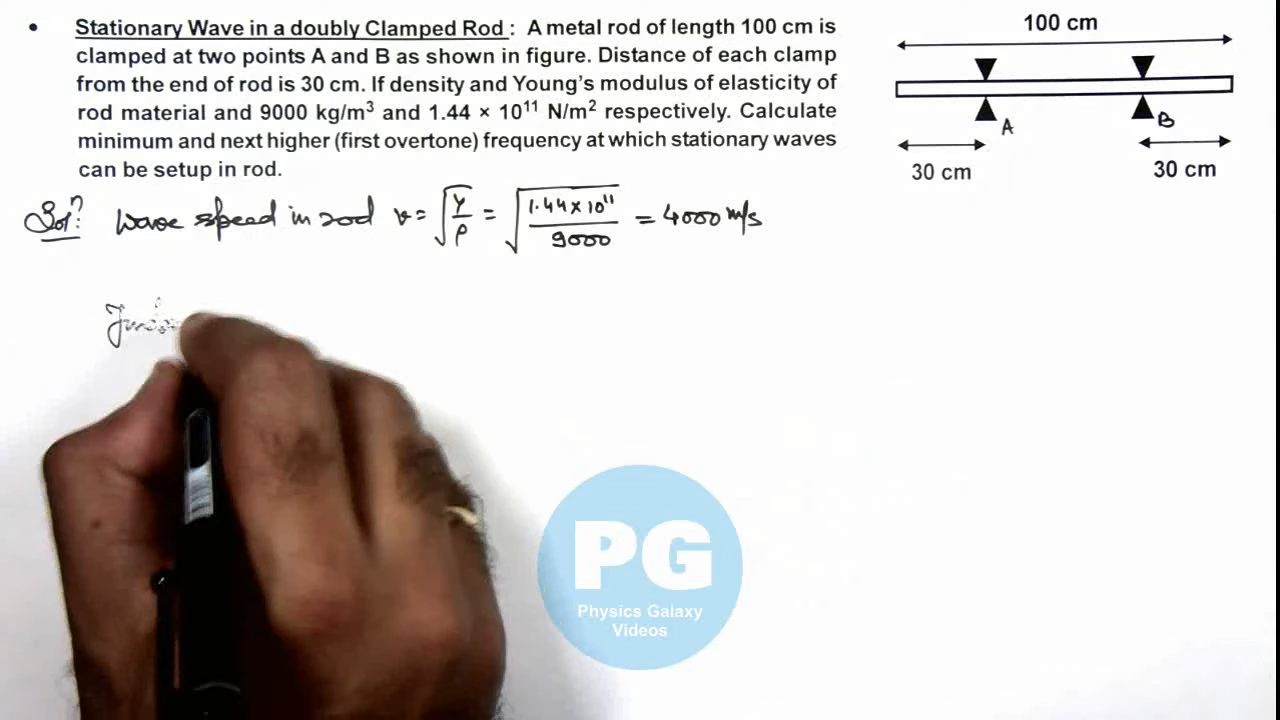 • Stationary Wave in a doubly Clamped Rod : A metal rod of length 100 cm is
clamped at two points A and B as shown in figure. Distance of each clamp
from the end of rod is 30 cm. If density and Young's modulus of elasticity of
rod material and 9000 kg/m³ and 1.44 × 10¹¹ N/m² respectively. Calculate
minimum and next higher (first overtone) frequency at which stationary waves
can be setup in rod.
100 cm
A
B
30 cm
30 cm
Solⁿ. Wave speed in rod v = √(Y/ρ) = √(1.44 × 10¹¹/9000) = 4000 m/s
PG
Physics Galaxy
Videos